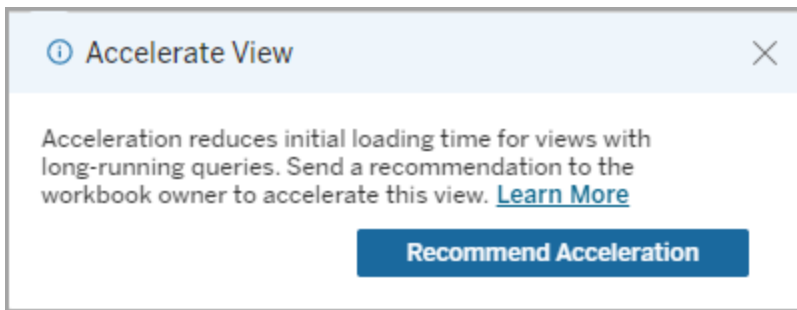 Accelerate View
Acceleration reduces initial loading time for views with
long-running queries. Send a recommendation to the
workbook owner to accelerate this view. Learn More
Recommend Acceleration